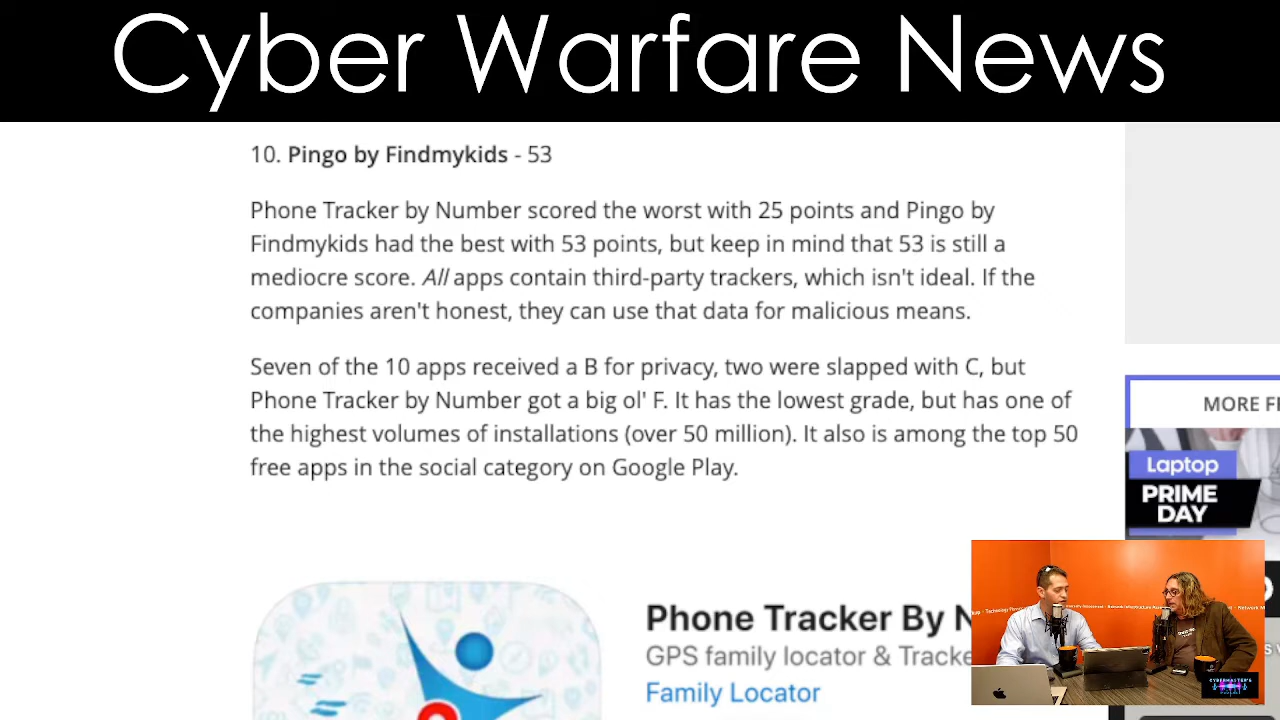 Cyber Warfare News
10. Pingo by Findmykids - 53
Phone Tracker by Number scored the worst with 25 points and Pingo by
Findmykids had the best with 53 points, but keep in mind that 53 is still a
mediocre score. All apps contain third-party trackers, which isn't ideal. If the
companies aren't honest, they can use that data for malicious means.
Seven of the 10 apps received a B for privacy, two were slapped with C, but
Phone Tracker by Number got a big ol' F. It has the lowest grade, but has one of
the highest volumes of installations (over 50 million). It also is among the top 50
free apps in the social category on Google Play.
MORE F
Laptop
PRIME
DAY
Phone Tracker By N
GPS family locator & Tracke
Family Locator
CYBERMASTER'S